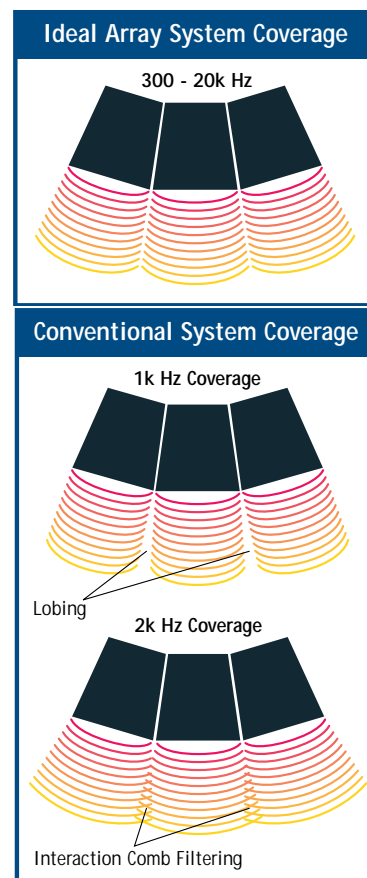 Ideal Array System Coverage
300 - 20k Hz
Conventional System Coverage
1k Hz Coverage
Lobing
2k Hz Coverage
Interaction Comb Filtering